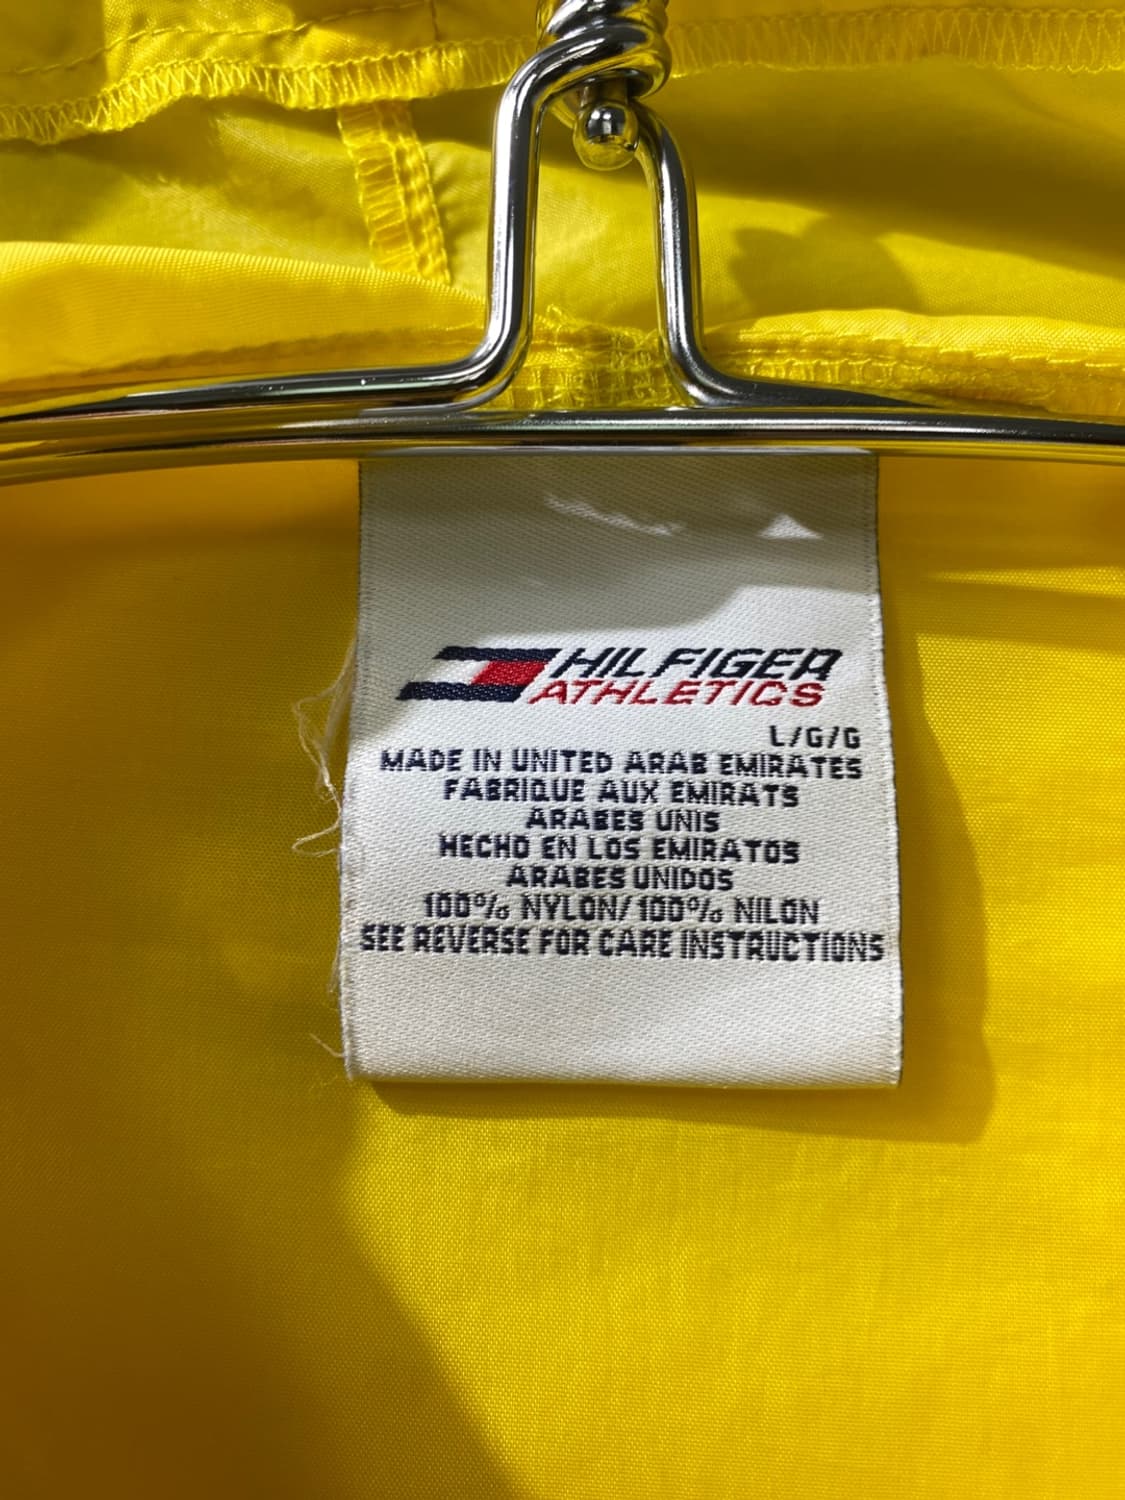 HILFIGER
ATHLETICS
L/G/G
MADE IN UNITED ARAB EMIRATES
FABRIQUE AUX EMIRATS
ARABES UNIS
HECHO EN LOS EMIRATOS
ARABES UNIDOS
100% NYLON/100% NILON
SEE REVERSE FOR CARE INSTRUCTIONS